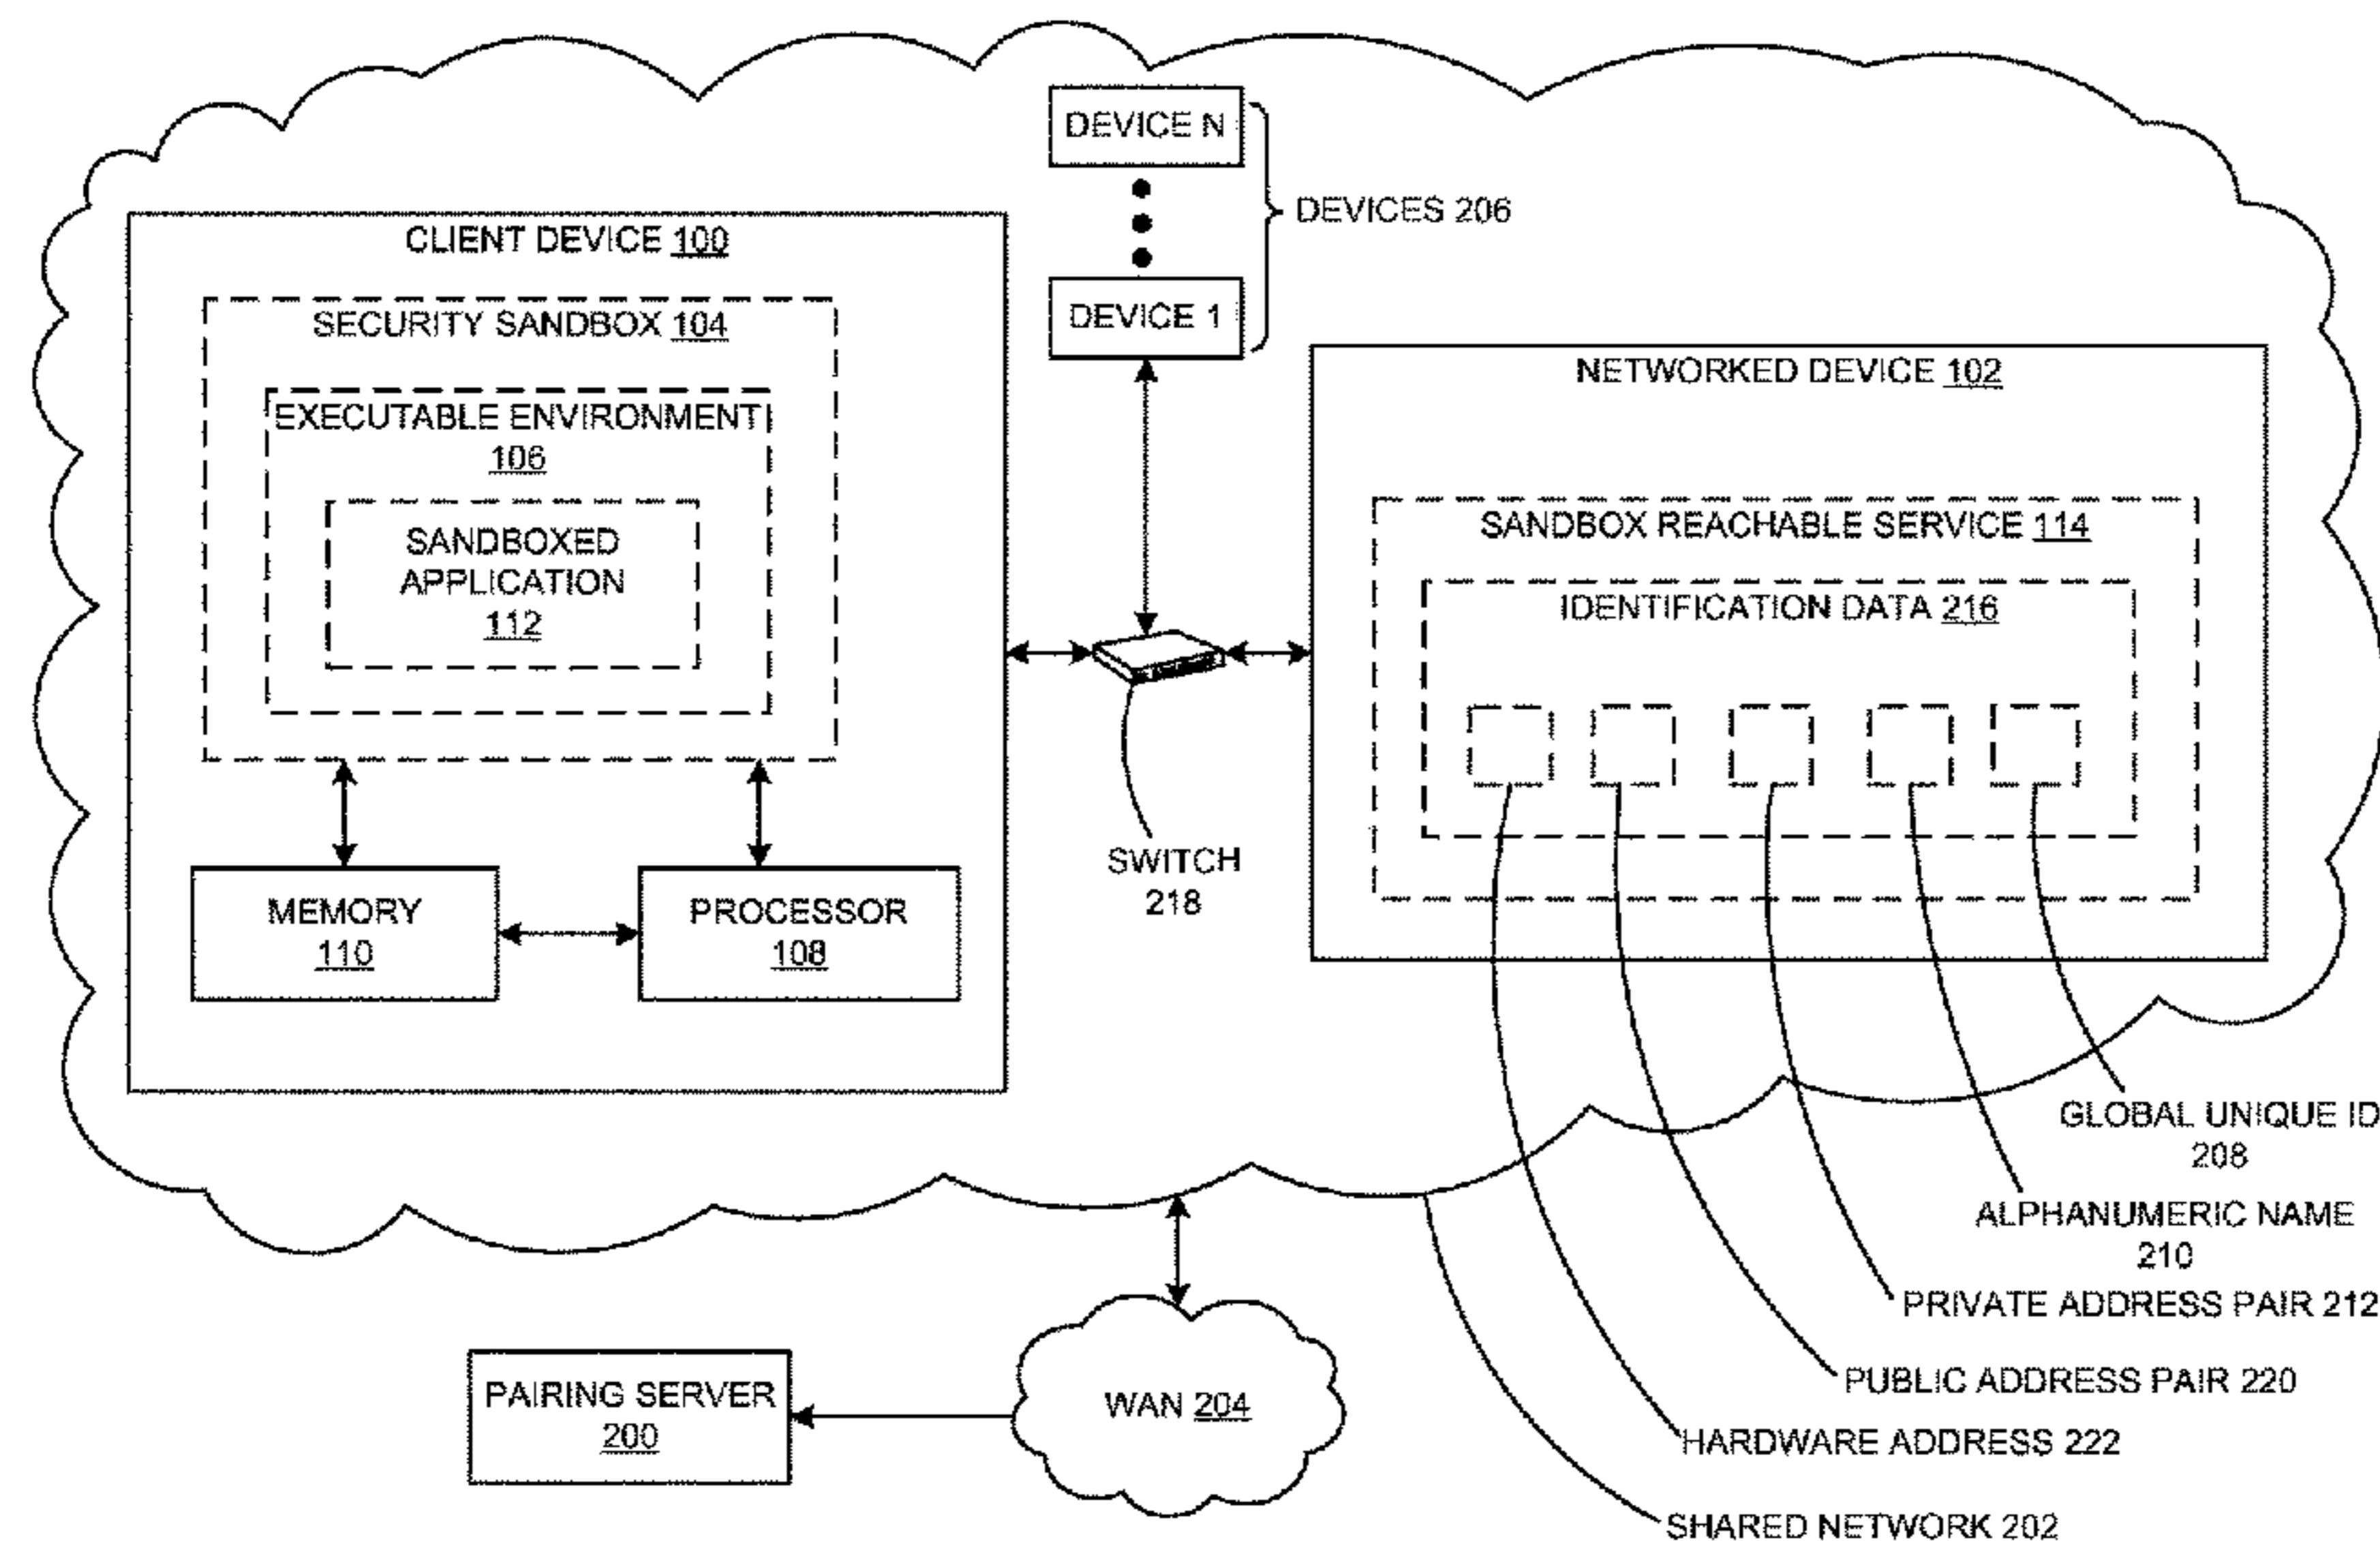 DEVICE N
DEVICES 206
DEVICE 1
CLIENT DEVICE 100
SECURITY SANDBOX 104
EXECUTABLE ENVIRONMENT
106
SANDBOXED
APPLICATION
112
MEMORY
110
PROCESSOR
108
SWITCH
218
NETWORKED DEVICE 102
SANDBOX REACHABLE SERVICE 114
IDENTIFICATION DATA 216
GLOBAL UNIQUE ID
208
ALPHANUMERIC NAME
210
PRIVATE ADDRESS PAIR 212
PUBLIC ADDRESS PAIR 220
HARDWARE ADDRESS 222
SHARED NETWORK 202
WAN 204
PAIRING SERVER
200